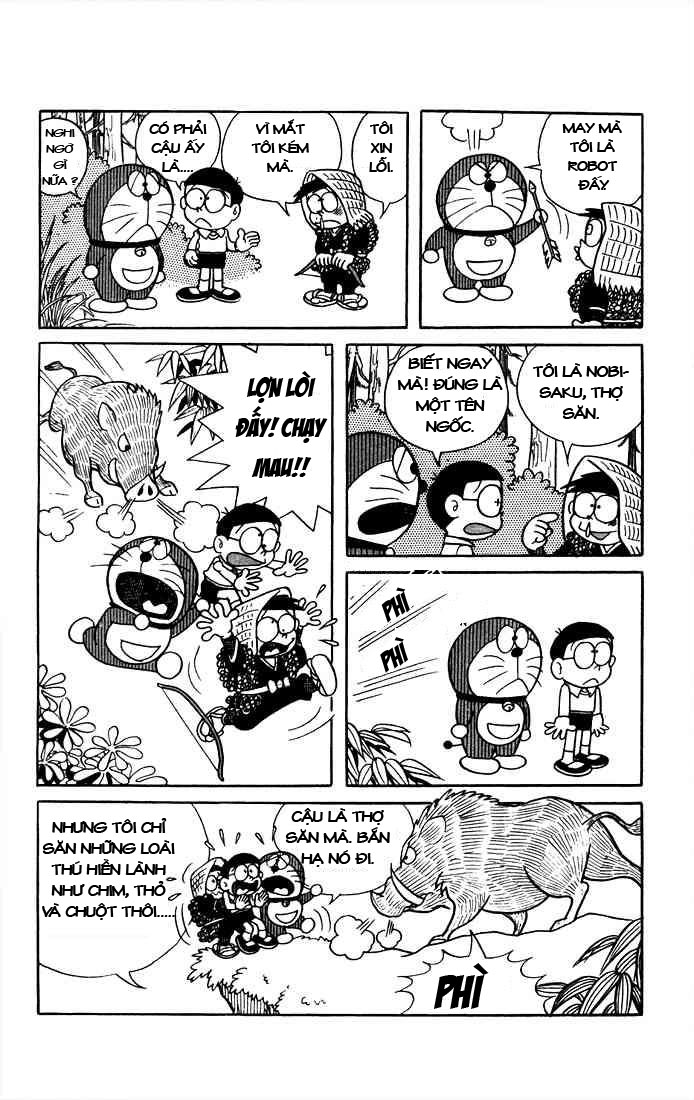 MAY MÀ
TÔI LÀ
ROBOT
ĐẤY
TÔI
XIN
LỖI.
VÌ MẮT
TÔI KÉM
MÀ.
CÓ PHẢI
CẬU ẤY
LÀ.....
NGHI
NGỜ
GÌ
NỮA ?
TÔI LÀ NOBI-
SAKU, THỢ
SĂN.
BIẾT NGAY
MÀ! ĐÚNG LÀ
MỘT TÊN
NGỐC.
PHÌ
PHÌ
LỢN LÒI
ĐẤY! CHẠY
MAU!!
PHÌ
CẬU LÀ THỢ
SĂN MÀ. BẮN
HẠ NÓ ĐI.
NHƯNG TÔI CHỈ
SĂN NHỮNG LOÀI
THÚ HIỀN LÀNH
NHƯ CHIM, THỎ
VÀ CHUỘT THÔI.....